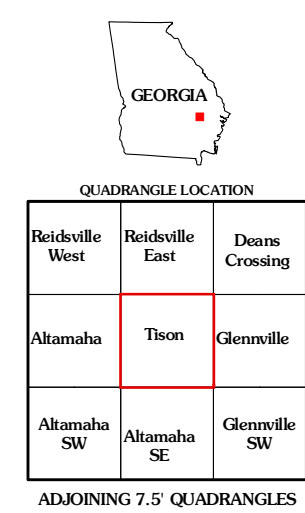 GEORGIA
QUADRANGLE LOCATION
Reidsville
West
Reidsville
East
Deans
Crossing
Altamaha
Tison
Glennville
Altamaha
SW
Altamaha
SE
Glennville
SW
ADJOINING 7.5' QUADRANGLES